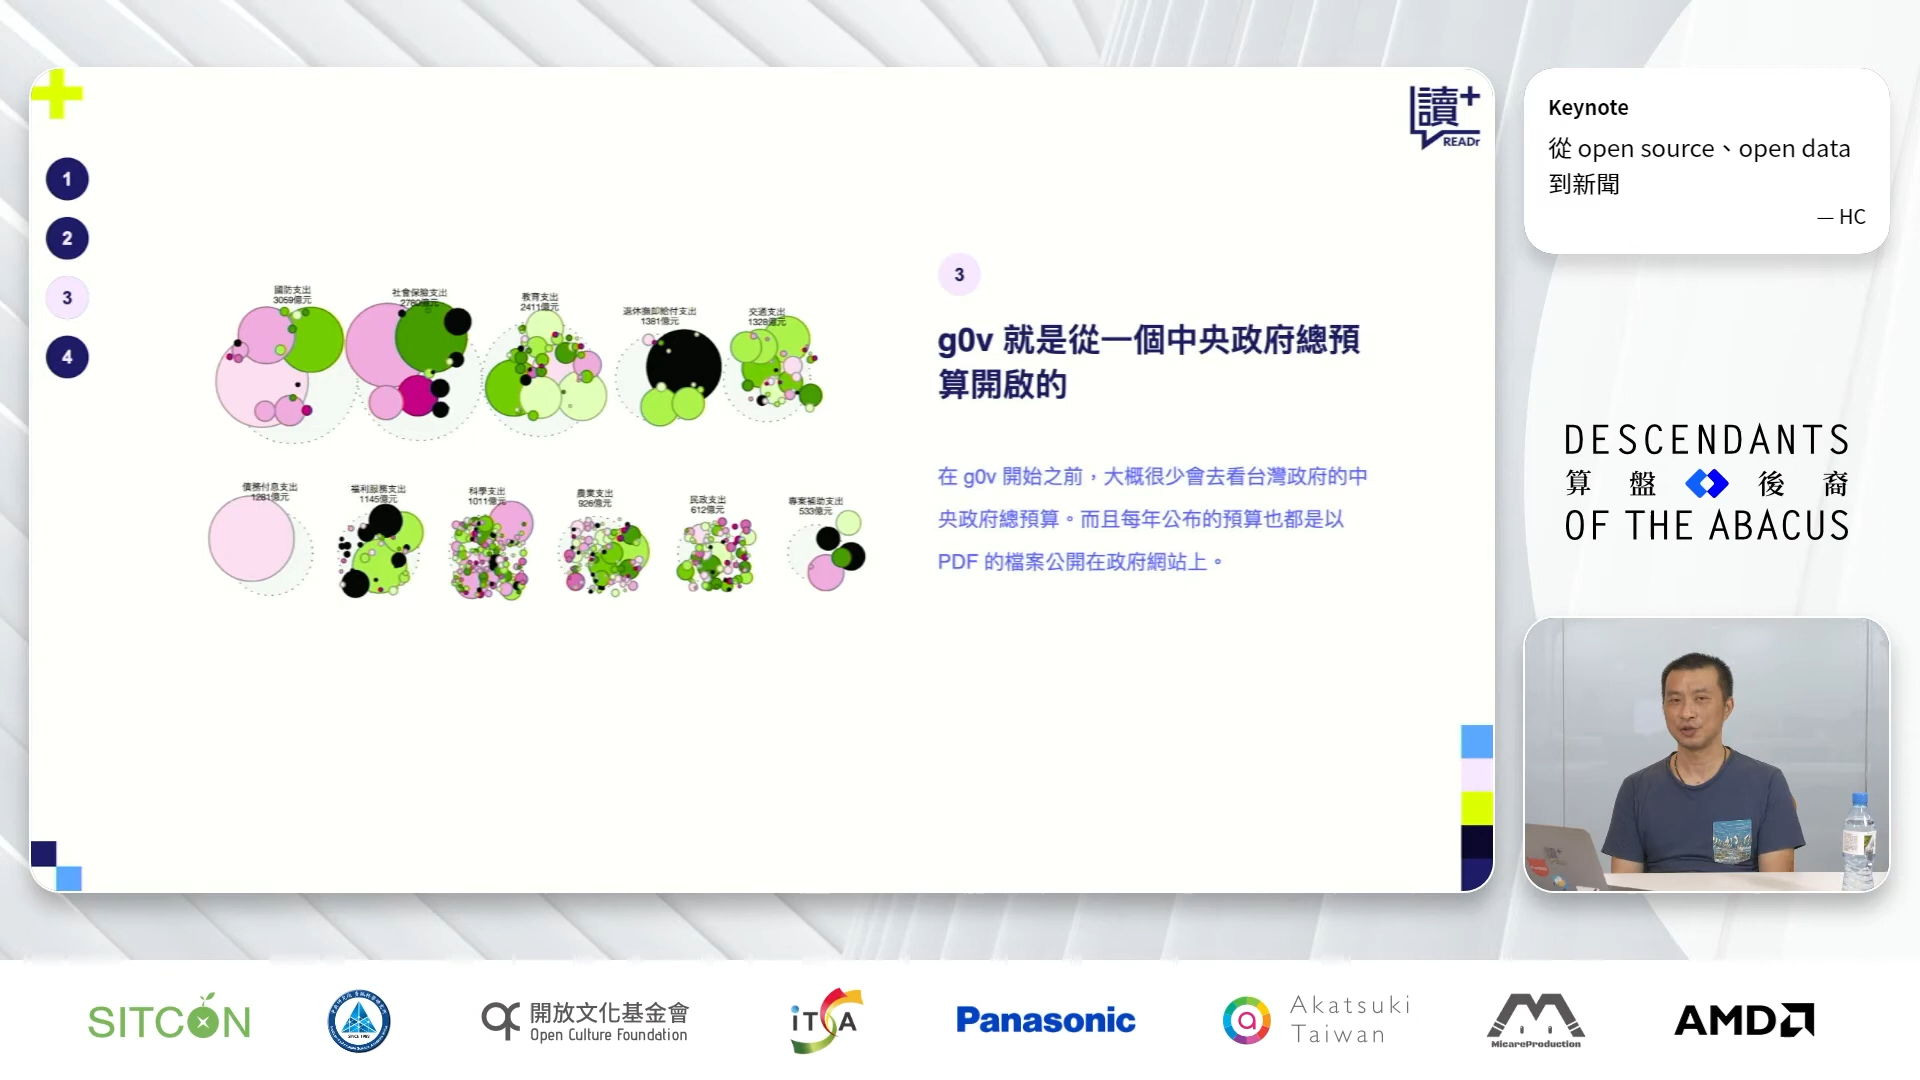 讀+
READr
1
2
3
4
國防支出
3059億元
社會保險支出
2780億元
教育支出
2411億元
退休撫卹給付支出
1381億元
交通支出
1328億元
債務付息支出
1281億元
福利服務支出
1145億元
科學支出
1011億元
農業支出
926億元
民政支出
612億元
專案補助支出
533億元
3
g0v 就是從一個中央政府總預
算開啟的
在 g0v 開始之前，大概很少會去看台灣政府的中
央政府總預算。而且每年公布的預算也都是以
PDF 的檔案公開在政府網站上。
Keynote
從 open source、open data
到新聞
— HC
DESCENDANTS
算盤後裔
OF THE ABACUS
SITCON
開放文化基金會
Open Culture Foundation
iTSA
Panasonic
Akatsuki
Taiwan
MicareProduction
AMD